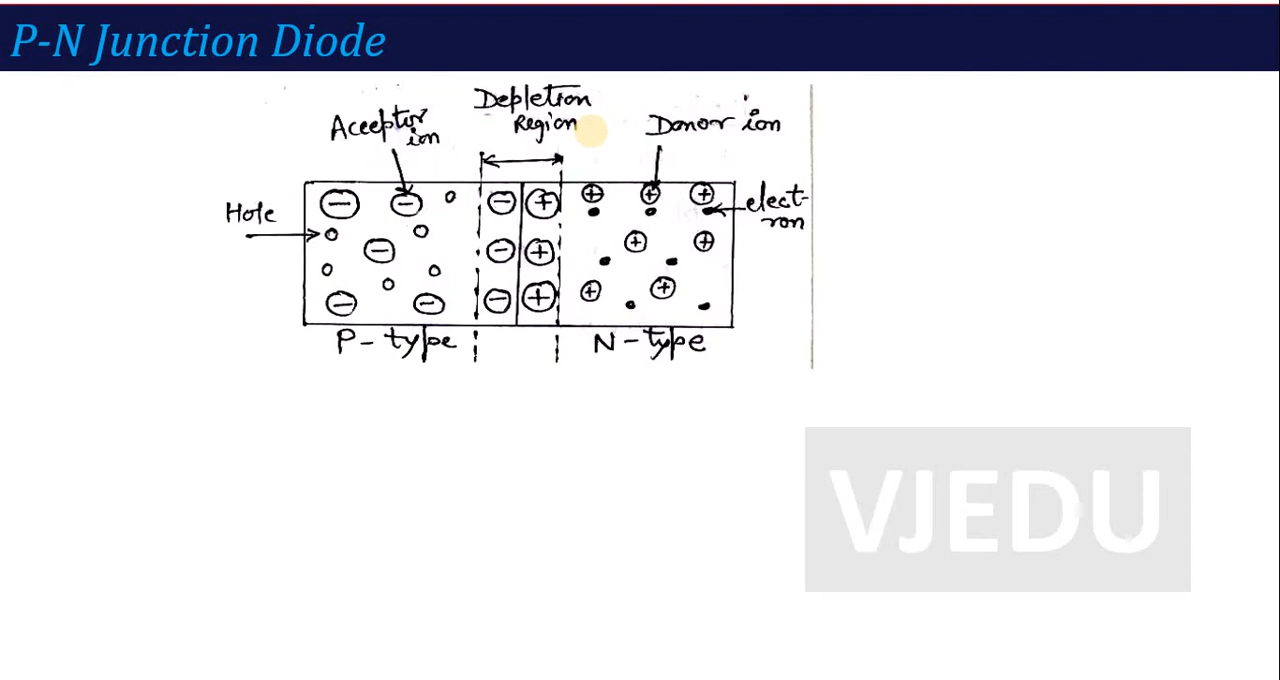 P-N Junction Diode
Depletion
Region
Acceptor
ion
Donor ion
Hole
elect-
ron
P-type
N-type
VJEDU